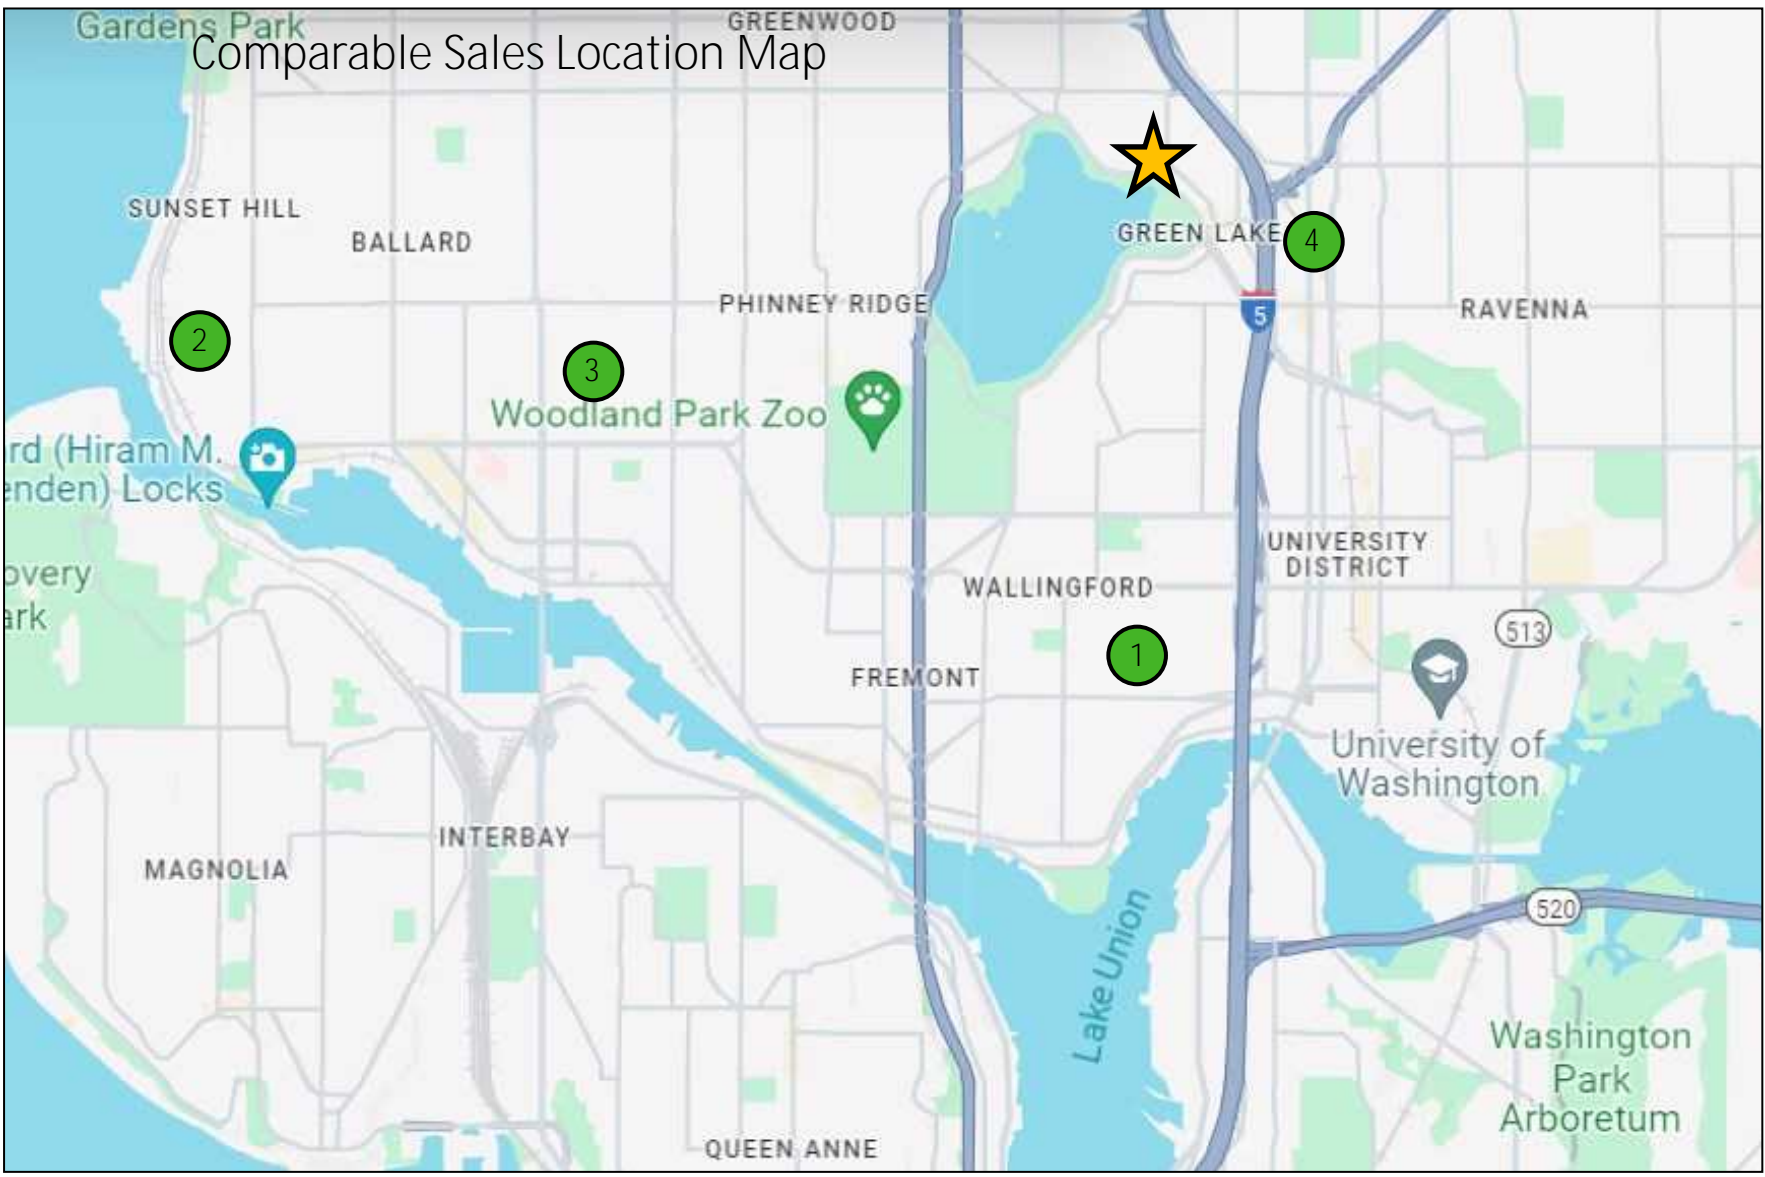 Gardens Park
GREENWOOD
Comparable Sales Location Map
SUNSET HILL
BALLARD
GREEN LAKE
4
PHINNEY RIDGE
5
RAVENNA
2
3
Woodland Park Zoo
rd (Hiram M.
enden) Locks
UNIVERSITY
DISTRICT
overy
ark
WALLINGFORD
513
1
FREMONT
University of
Washington
INTERBAY
MAGNOLIA
520
Lake Union
Washington
Park
Arboretum
QUEEN ANNE